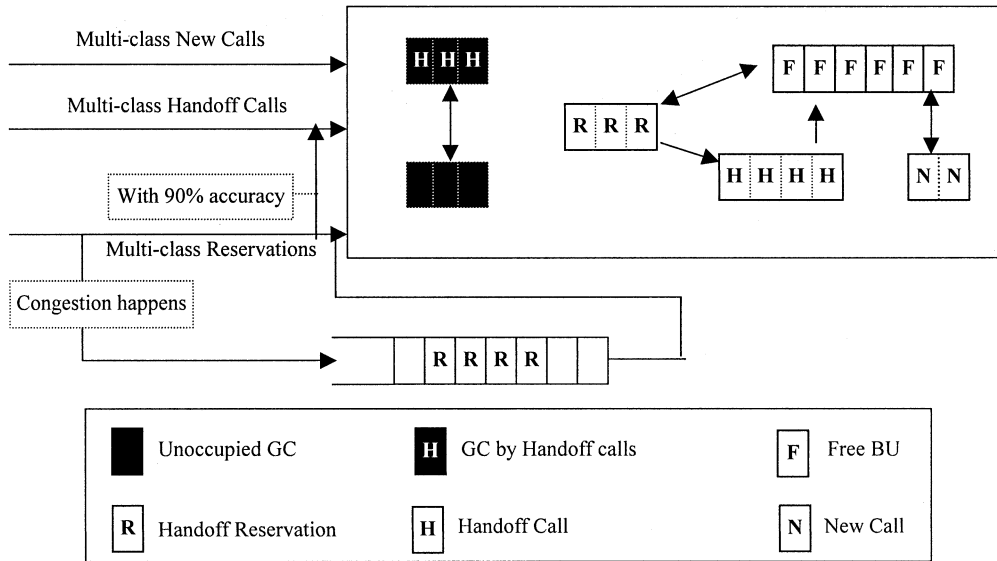 Multi-class New Calls
Multi-class Handoff Calls
With 90% accuracy
Multi-class Reservations
Congestion happens
H H H
R R R
F F F F F F
H H H H
N N
R R R R
Unoccupied GC
H GC by Handoff calls
F Free BU
R Handoff Reservation
H Handoff Call
N New Call